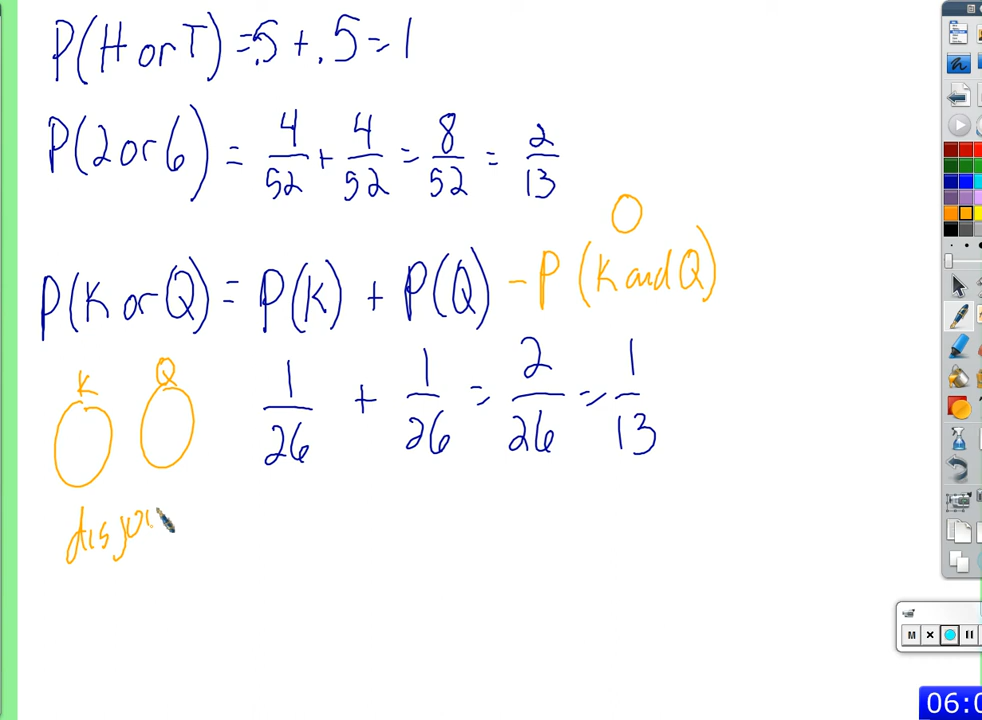 P(H or T) = .5 + .5 = 1
P(2 or 6) = 4/52 + 4/52 = 8/52 = 2/13
0
P(K or Q) = P(K) + P(Q) - P(K and Q)
K Q
1/26 + 1/26 = 2/26 = 1/13
disjoi
M
06:0